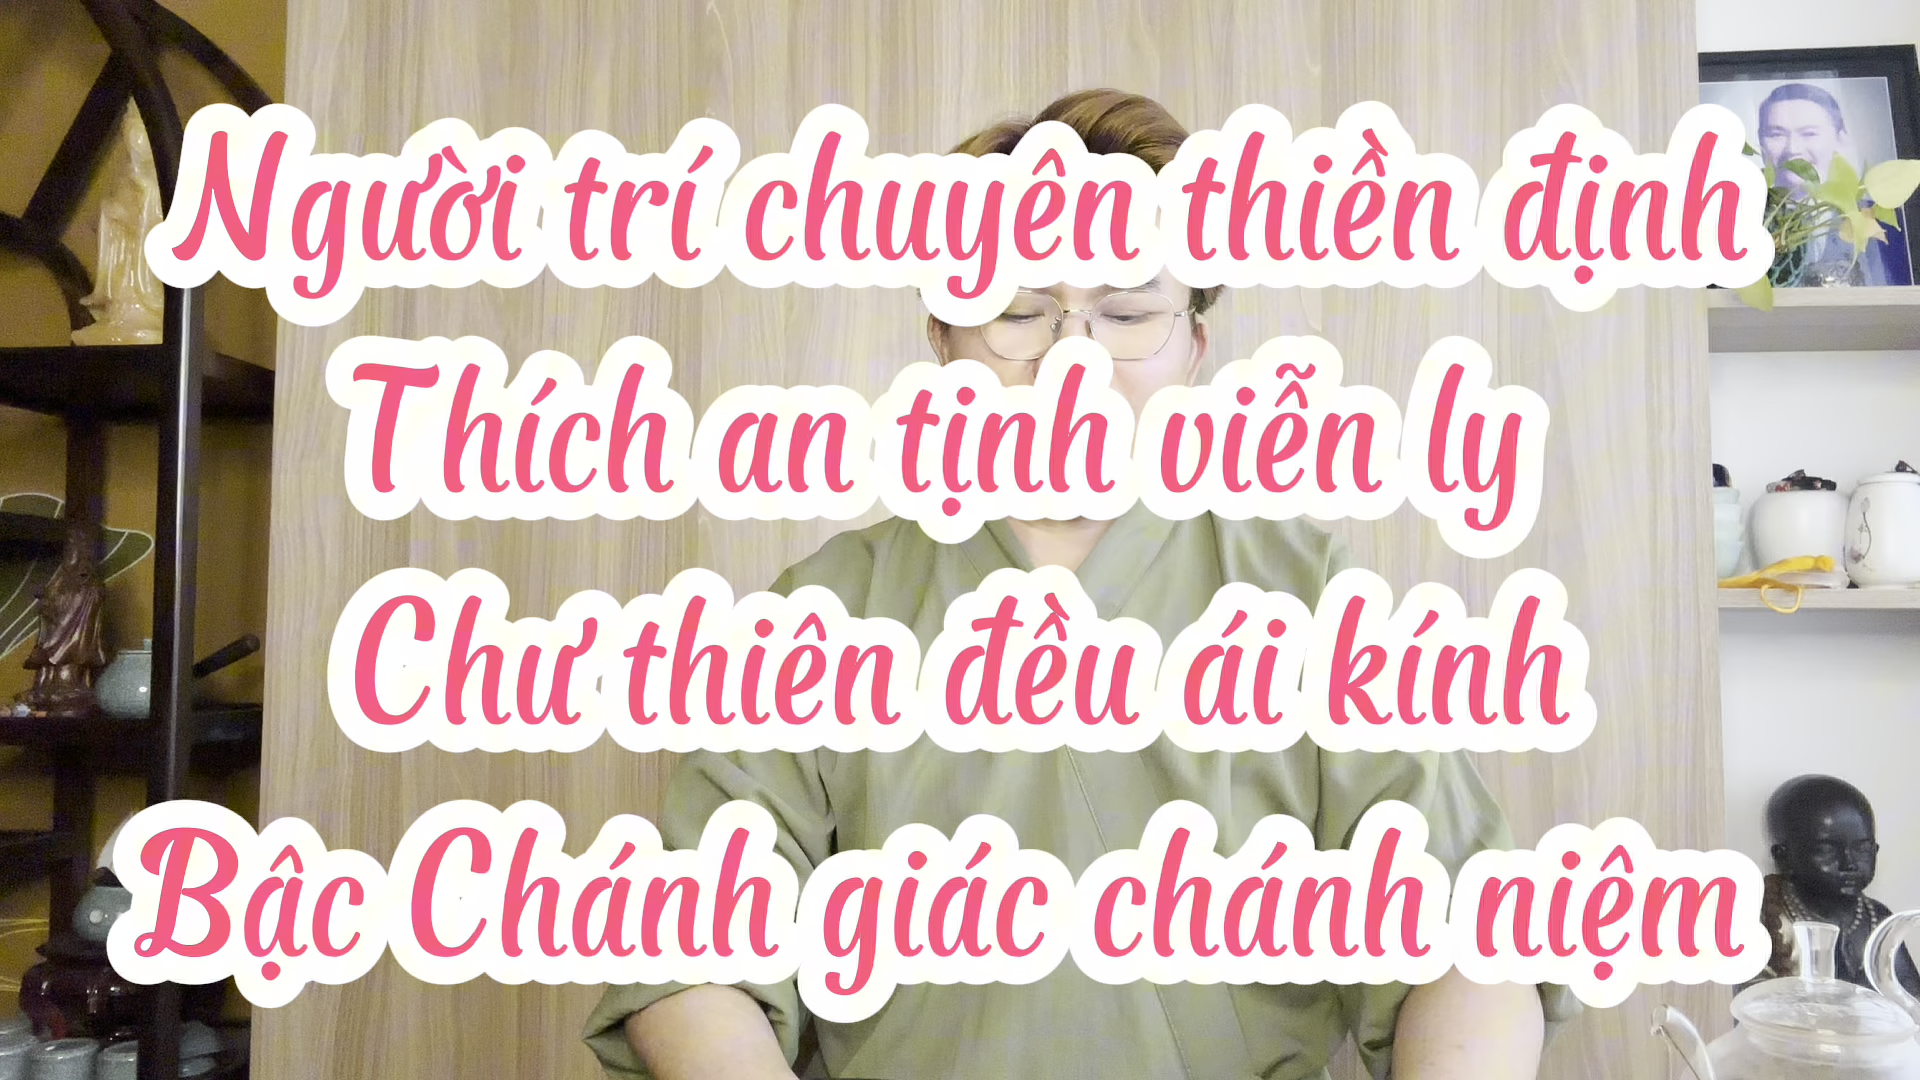 Người trí chuyên thiền định
Thích an tịnh viễn ly
Chư thiên đều ái kính
Bậc Chánh giác chánh niệm